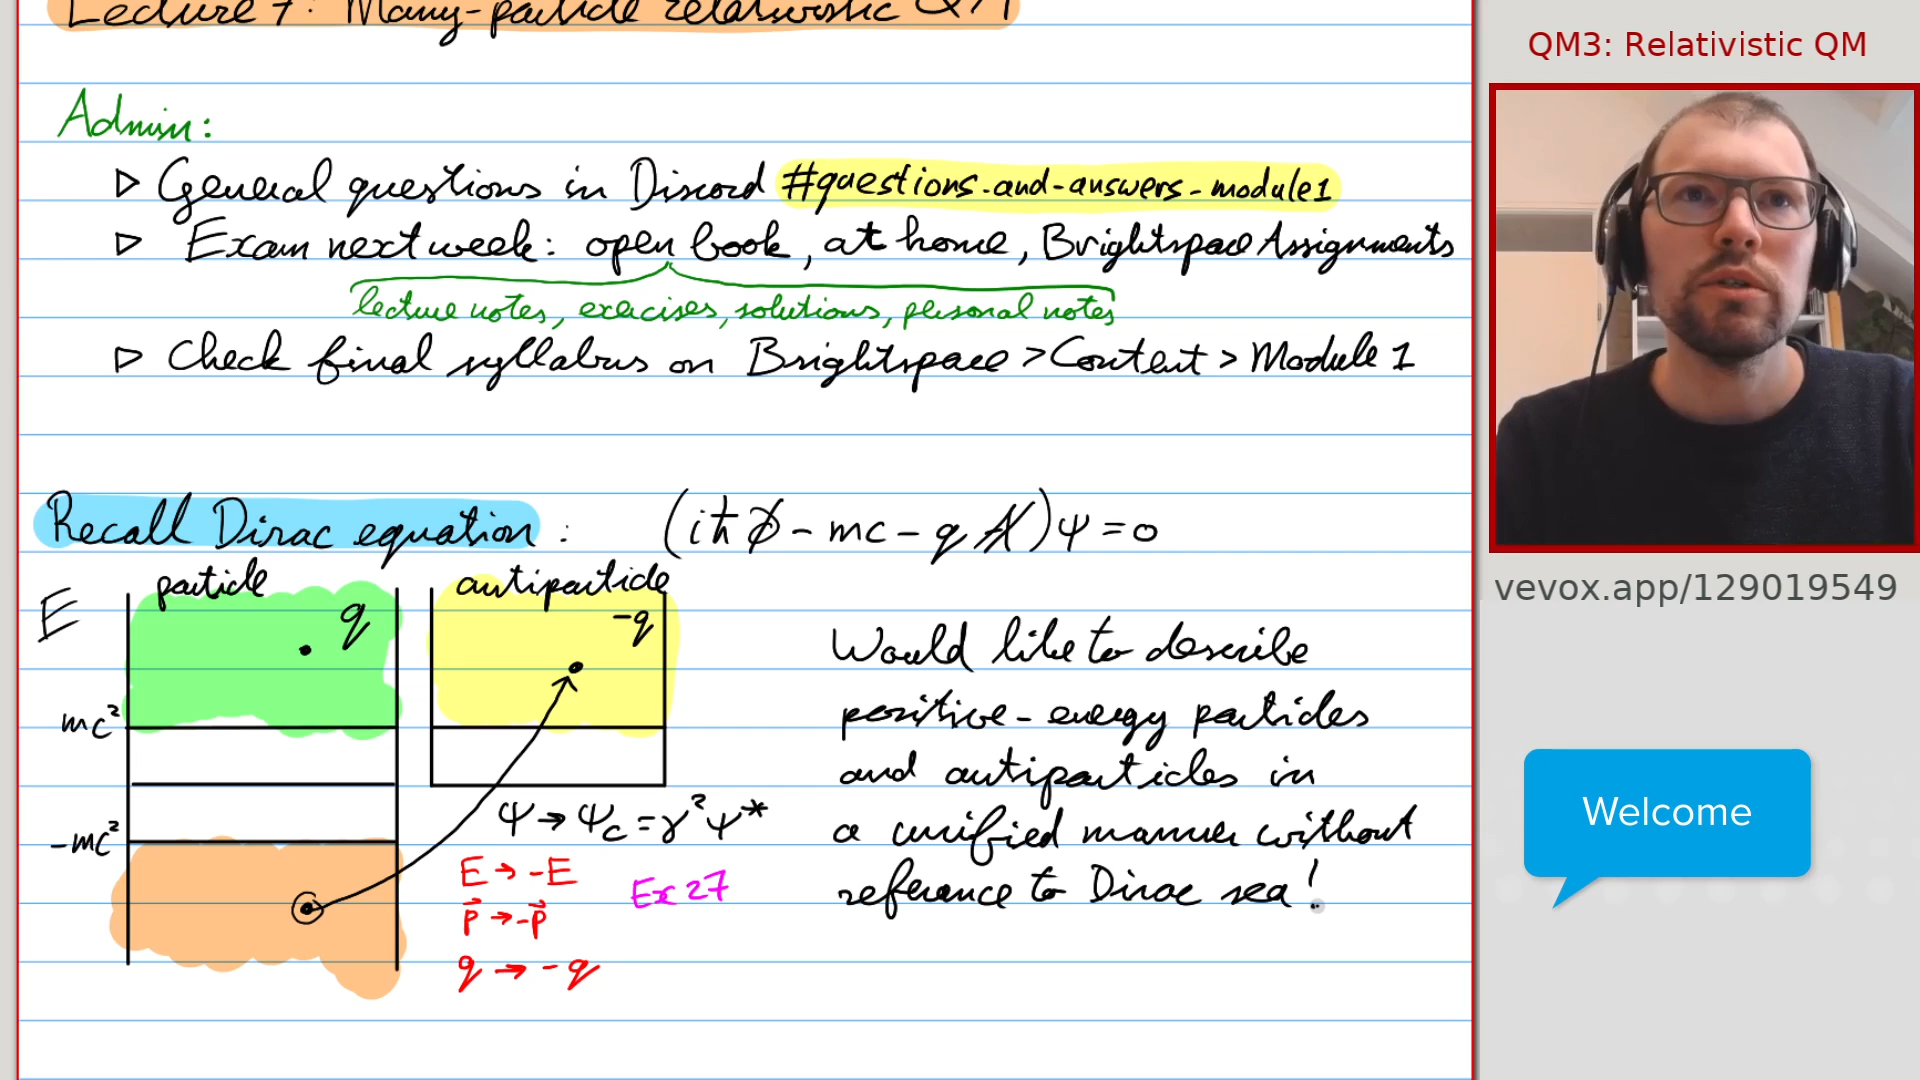 Lecture 7: Many-particle relativistic QM
Admin:
▷ General questions in Discord #questions-and-answers-module1
▷ Exam next week: open book, at home, Brightspace Assignments
lecture notes, exercises, solutions, personal notes
▷ Check final syllabus on Brightspace > Content > Module 1
Recall Dirac equation: (iħ∂̸ - mc - qA̸)ψ = 0
particle
antiparticle
E
q
-q
mc²
-mc²
ψ → ψ_c = γ²ψ*
E → -E
p⃗ → -p⃗
q → -q
Ex 27
Would like to describe
positive-energy particles
and antiparticles in
a unified manner without
reference to Dirac sea!
QM3: Relativistic QM
vevox.app/129019549
Welcome